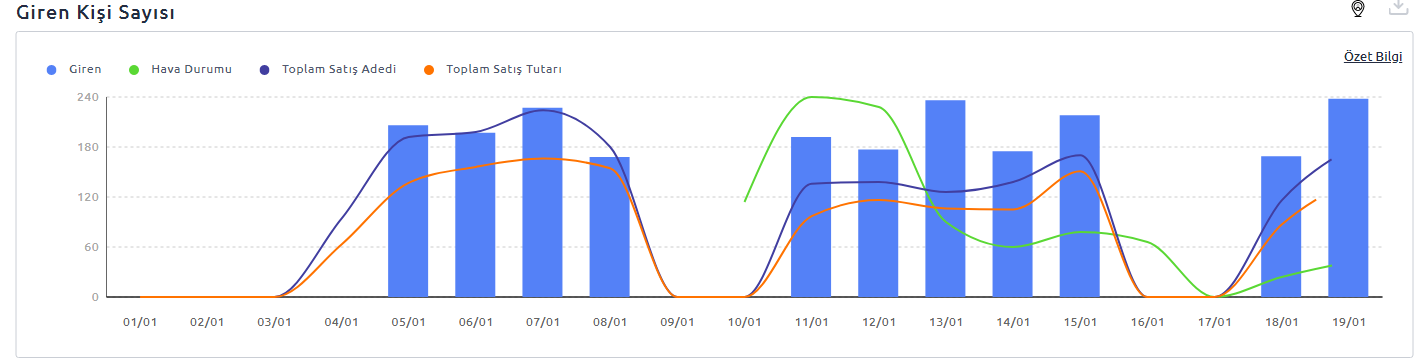 Giren Kişi Sayısı
Özet Bilgi
Giren Hava Durumu Toplam Satış Adedi Toplam Satış Tutarı
240
180
120
60
0
01/01 02/01 03/01 04/01 05/01 06/01 07/01 08/01 09/01 10/01 11/01 12/01 13/01 14/01 15/01 16/01 17/01 18/01 19/01